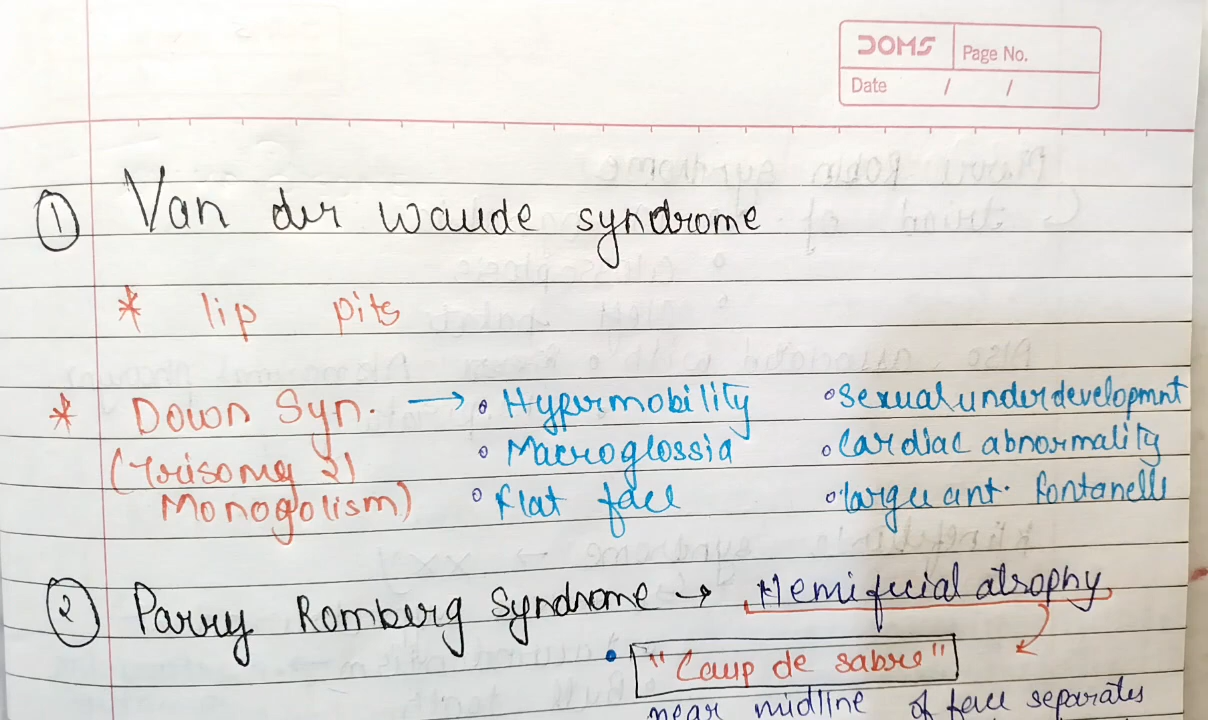 DOMS Page No.
Date / /
① Van der waude syndrome
* lip pits
* Down Syn. → ∘ Hypermobility ∘ sexual underdevelopmnt
(Trisomy 21 ∘ Macroglossia ∘ Cardiac abnormality
Monogolism) ∘ flat face ∘ large ant. fontanelle
② Parry Romberg Syndrome → Hemificial atrophy
• "Coup de sabre"
near midline of face separates